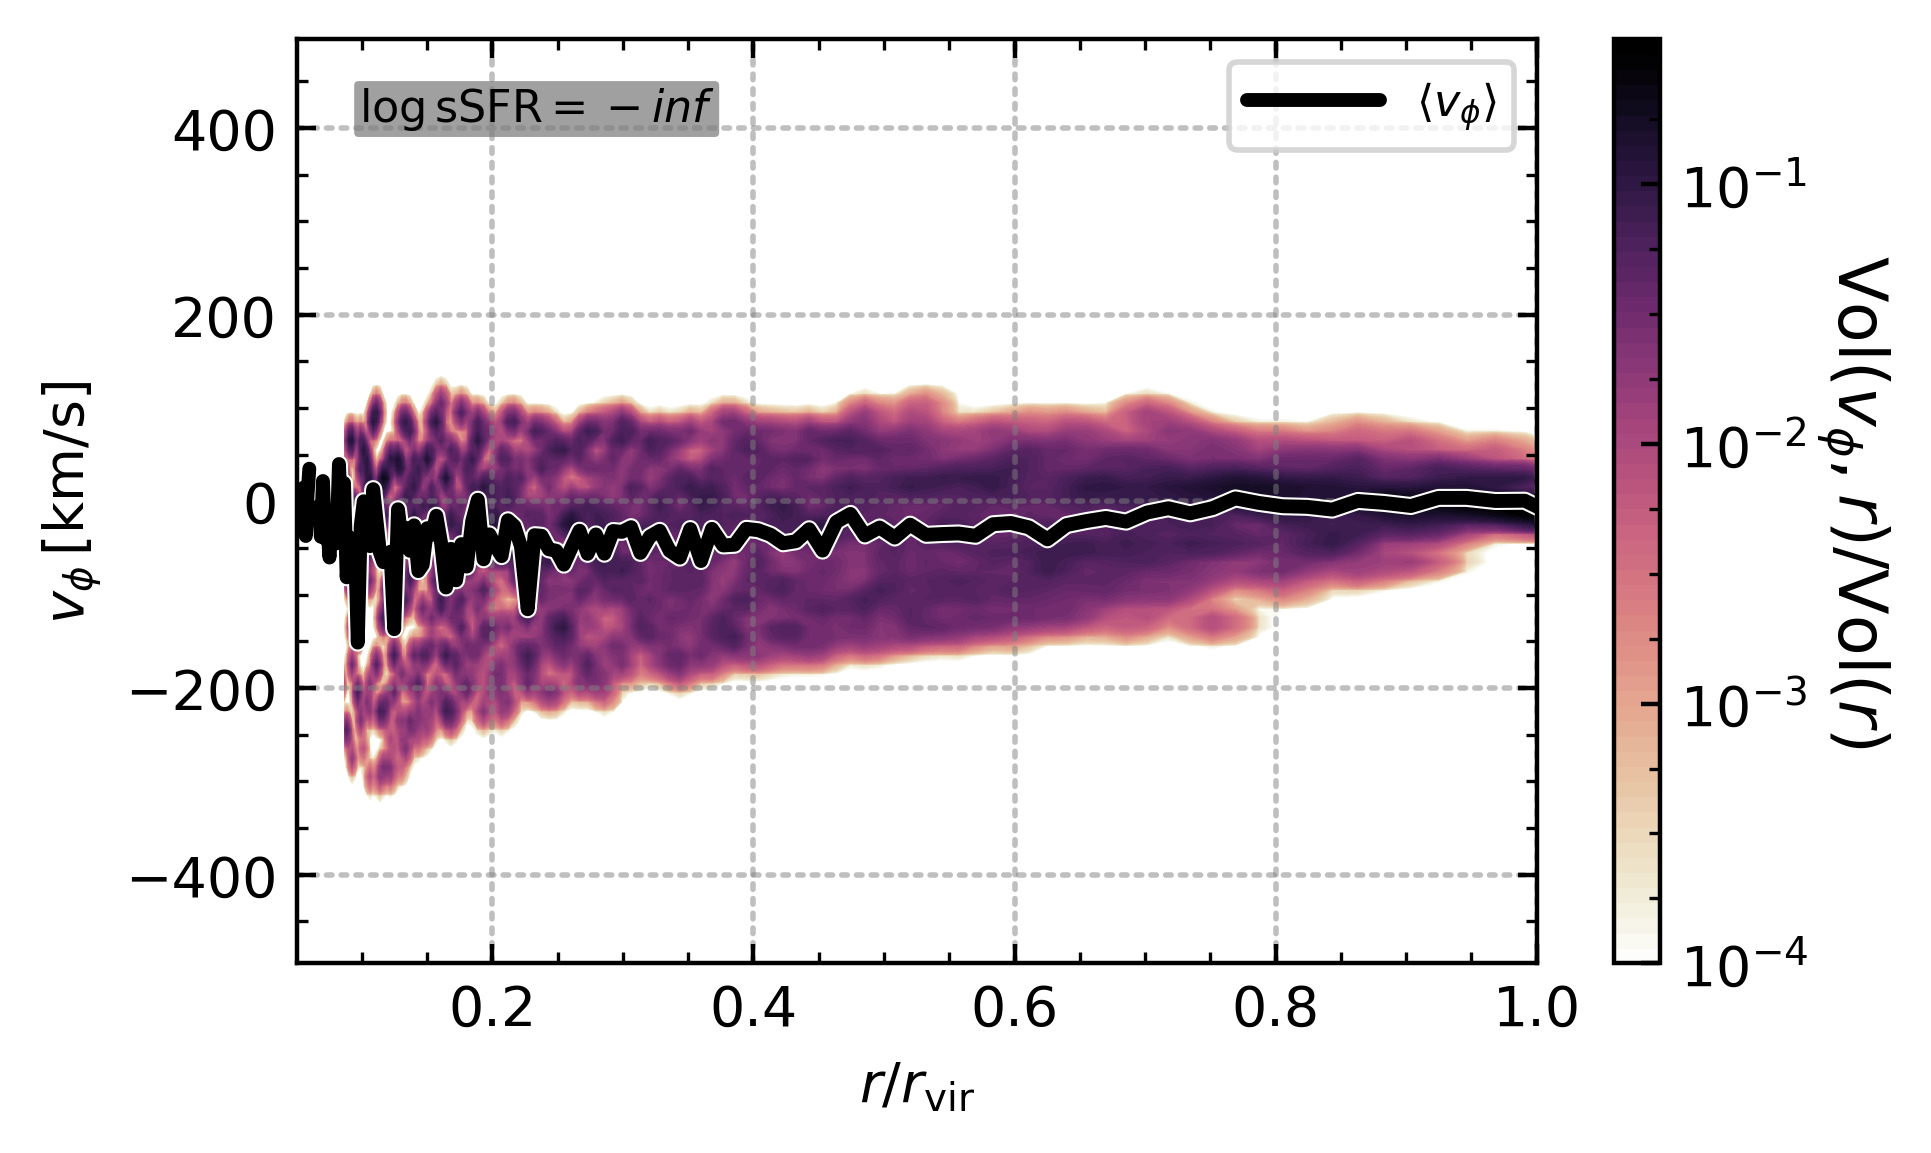 log sSFR = −inf
⟨v_ϕ⟩
400
200
0
−200
−400
v_ϕ [km/s]
0.2 0.4 0.6 0.8 1.0
r/r_vir
10^{−1}
10^{−2}
10^{−3}
10^{−4}
Vol(v_ϕ, r)/Vol(r)